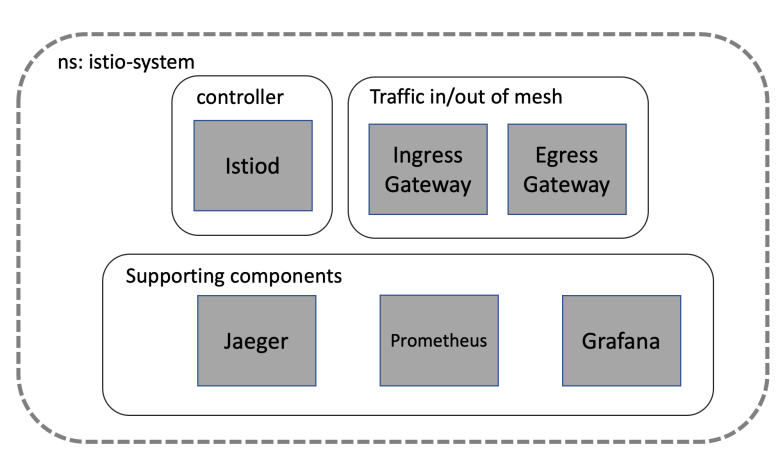 ns: istio-system
controller
Istiod
Traffic in/out of mesh
Ingress
Gateway
Egress
Gateway
Supporting components
Jaeger
Prometheus
Grafana